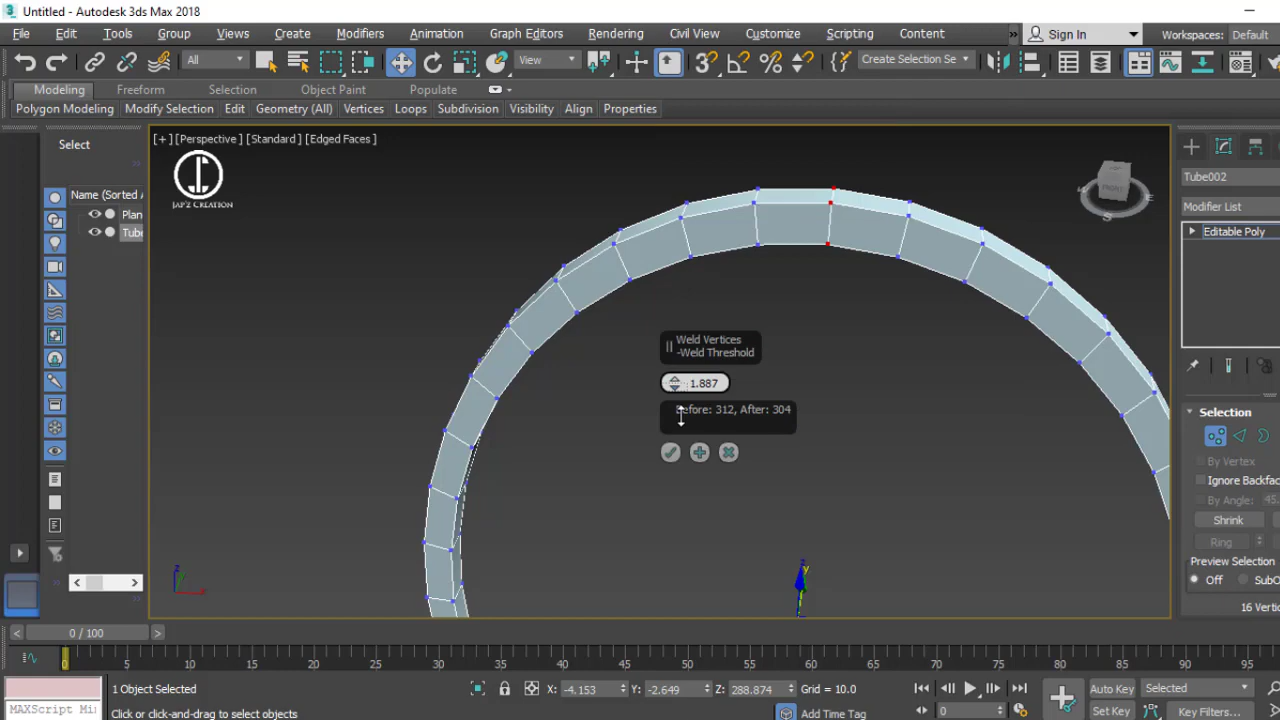 Untitled - Autodesk 3ds Max 2018
File Edit Tools Group Views Create Modifiers Animation Graph Editors Rendering Civil View Customize Scripting Content » Sign In Workspaces: Default
All View Create Selection Se
Modeling Freeform Selection Object Paint Populate
Polygon Modeling Modify Selection Edit Geometry (All) Vertices Loops Subdivision Visibility Align Properties
Select
Name (Sorted A
Plan
Tube
[+] [Perspective] [Standard] [Edged Faces]
JAP'Z CREATION
FRONT
S
E
Tube002
Modifier List
Editable Poly
Weld Vertices
-Weld Threshold
1.887
Before: 312, After: 304
Selection
By Vertex
Ignore Backfacing
By Angle: 45.
Shrink
Ring
Preview Selection
Off SubO
16 Vertic
z
x
z
y
< 0 / 100 >
0 5 10 15 20 25 30 35 40 45 50 55 60 65 70 75 80 85 90 95
1 Object Selected
X: -4.153 Y: -2.649 Z: 288.874 Grid = 10.0
Auto Key Selected
MAXScript Mi
Click or click-and-drag to select objects
Add Time Tag
0
Set Key Key Filters...